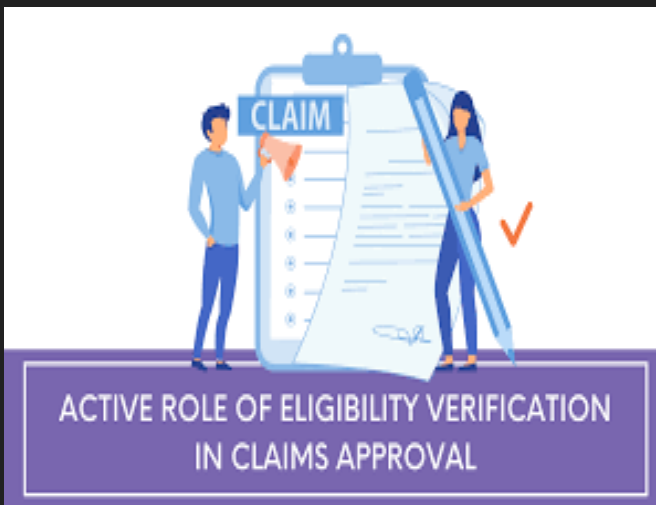 CLAIM
ACTIVE ROLE OF ELIGIBILITY VERIFICATION
IN CLAIMS APPROVAL